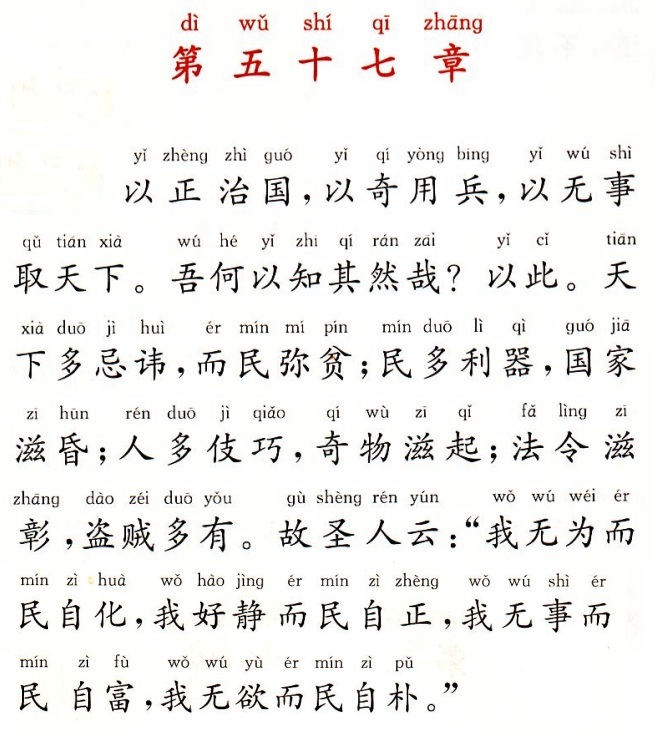 dì wǔ shí qī zhāng
第五十七章
yǐ zhèng zhì guó yǐ qí yòng bīng yǐ wú shì
以正治国，以奇用兵，以无事
qǔ tiān xià wú hé yǐ zhī qí rán zāi yǐ cǐ tiān
取天下。吾何以知其然哉？以此。天
xià duō jì huì ér mín mí pín mín duō lì qì guó jiā
下多忌讳，而民弥贫；民多利器，国家
zī hūn rén duō jì qiǎo qí wù zī qǐ fǎ lìng zī
滋昏；人多伎巧，奇物滋起；法令滋
zhāng dào zéi duō yǒu gù shèng rén yún wǒ wú wéi ér
彰，盗贼多有。故圣人云：“我无为而
mín zì huà wǒ hào jìng ér mín zì zhèng wǒ wú shì ér
民自化，我好静而民自正，我无事而
mín zì fù wǒ wú yù ér mín zì pǔ
民自富，我无欲而民自朴。”